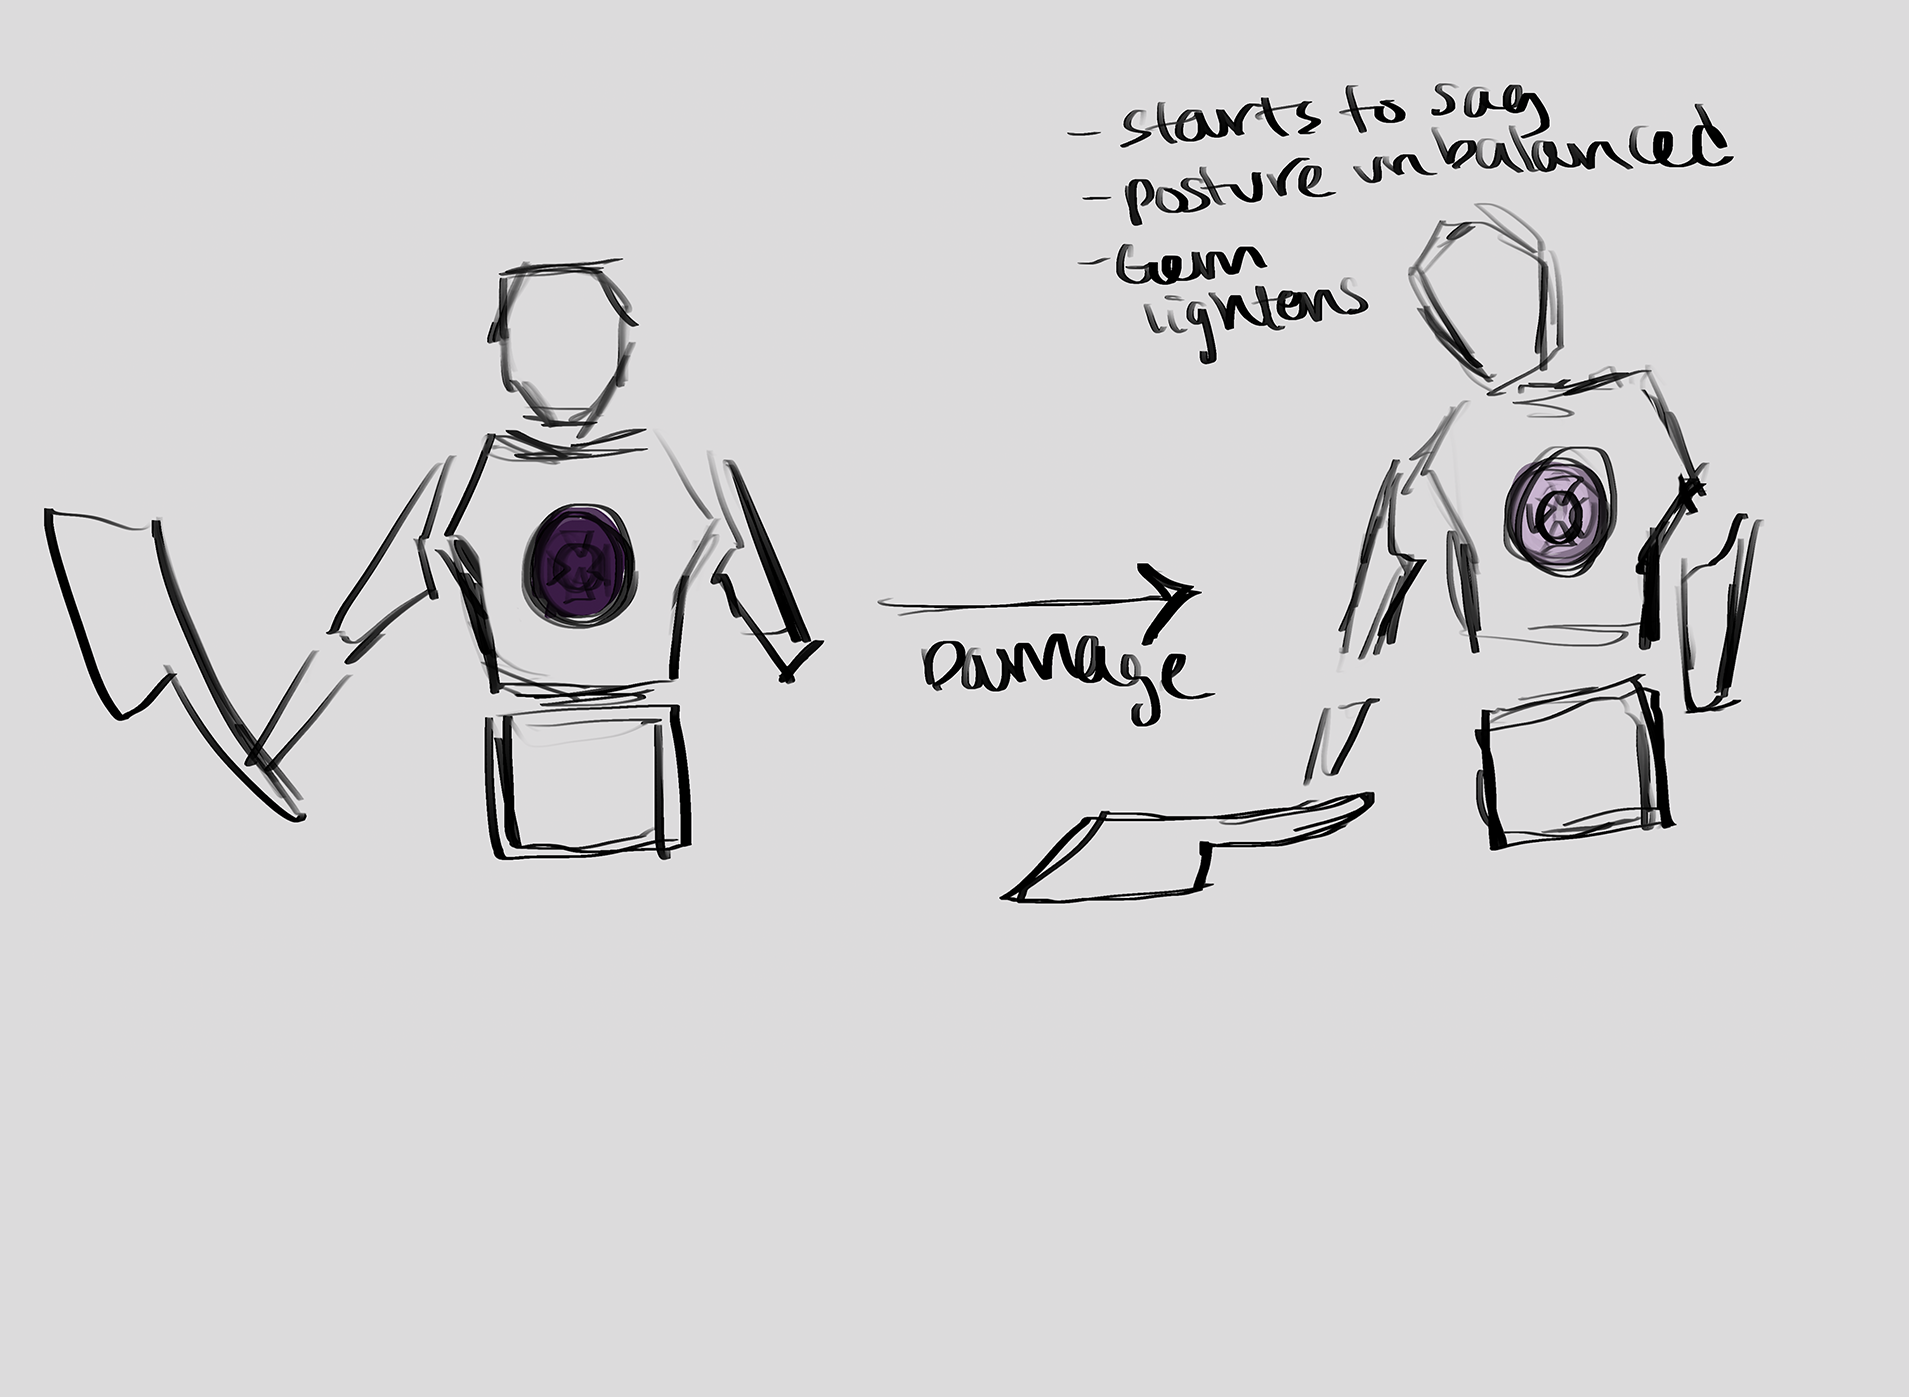 - starts to sag
- posture unbalanced
- Gem
lightens
Damage